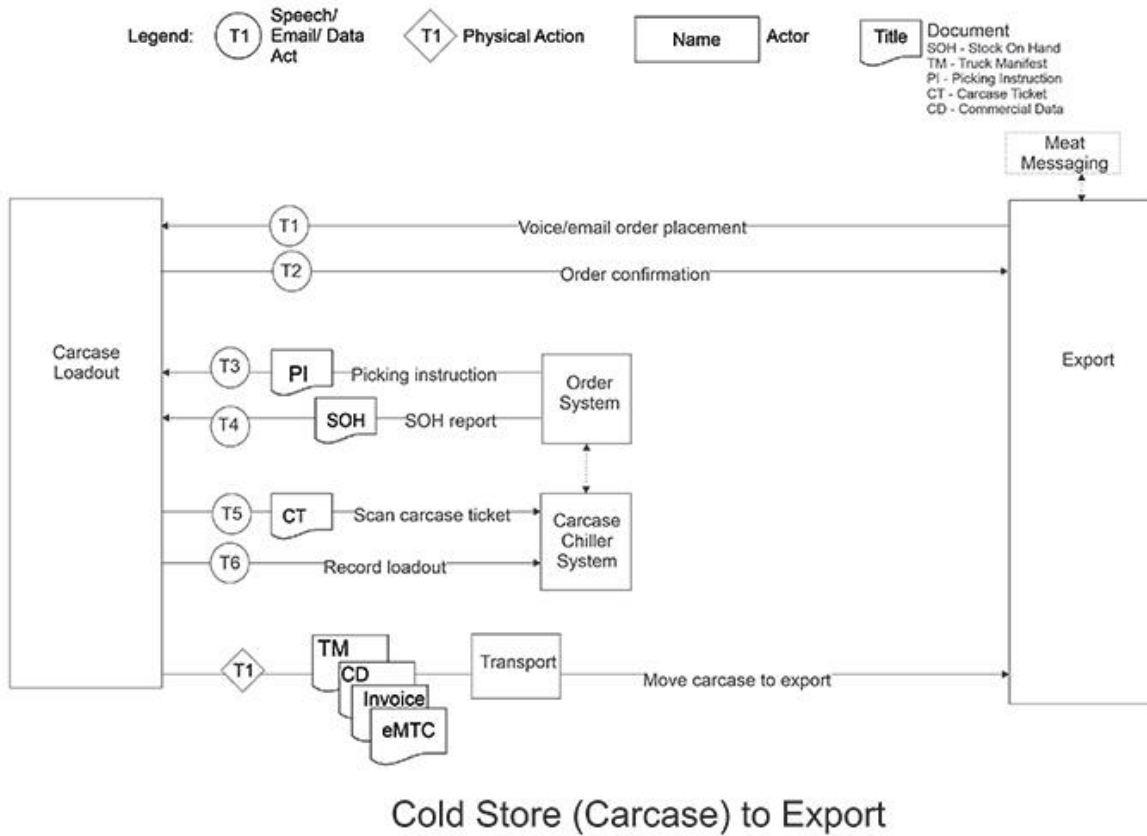 Legend:
T1
Speech/
Email/ Data
Act
T1
Physical Action
Name
Actor
Title
Document
SOH - Stock On Hand
TM - Truck Manifest
PI - Picking Instruction
CT - Carcase Ticket
CD - Commercial Data
Meat
Messaging
T1
Voice/email order placement
T2
Order confirmation
Carcase
Loadout
Export
T3
PI
Picking instruction
Order
System
T4
SOH
SOH report
T5
CT
Scan carcase ticket
Carcase
Chiller
System
T6
Record loadout
T1
TM
CD
Invoice
eMTC
Transport
Move carcase to export
Cold Store (Carcase) to Export